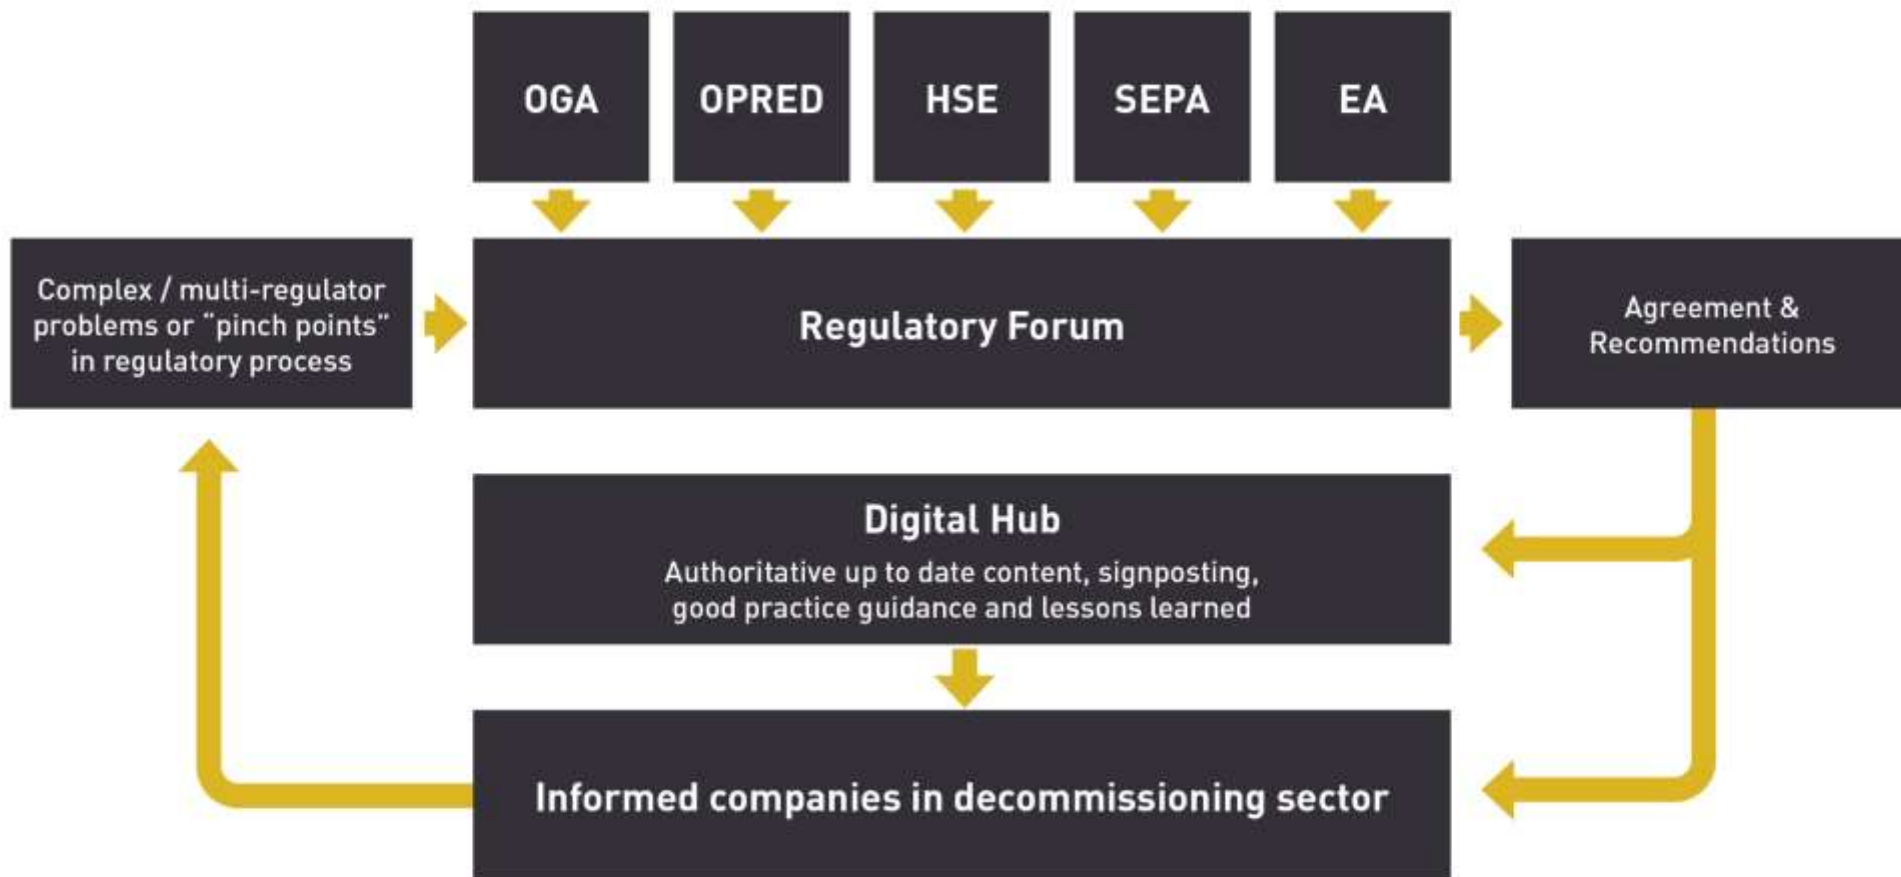 OGA
OPRED
HSE
SEPA
EA
Complex / multi-regulator
problems or "pinch points"
in regulatory process
Regulatory Forum
Agreement &
Recommendations
Digital Hub
Authoritative up to date content, signposting,
good practice guidance and lessons learned
Informed companies in decommissioning sector